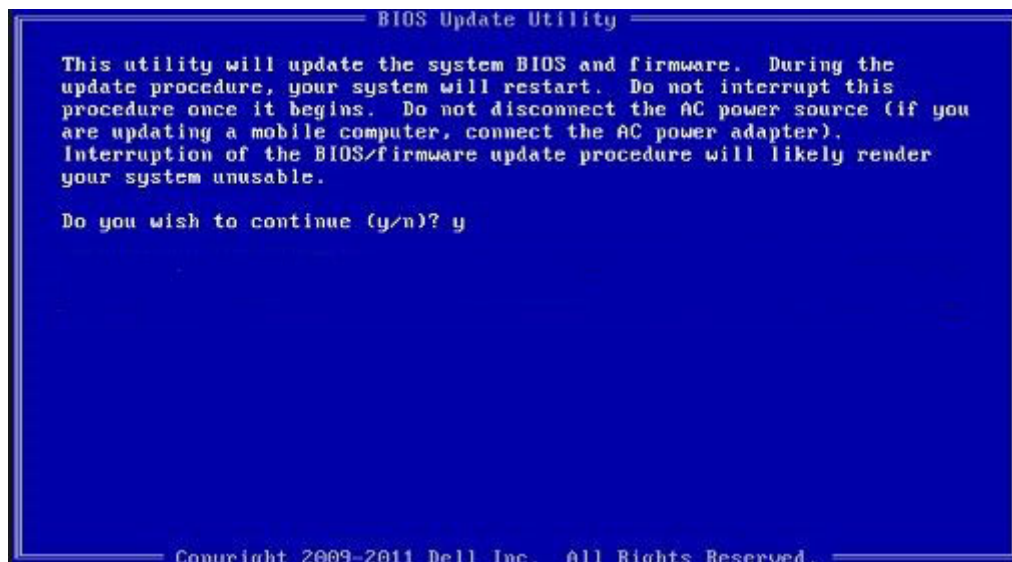 BIOS Update Utility
This utility will update the system BIOS and firmware.  During the
update procedure, your system will restart.  Do not interrupt this
procedure once it begins.  Do not disconnect the AC power source (if you
are updating a mobile computer, connect the AC power adapter).
Interruption of the BIOS/firmware update procedure will likely render
your system unusable.
Do you wish to continue (y/n)? y
Copyright 2009-2011 Dell Inc.  All Rights Reserved.